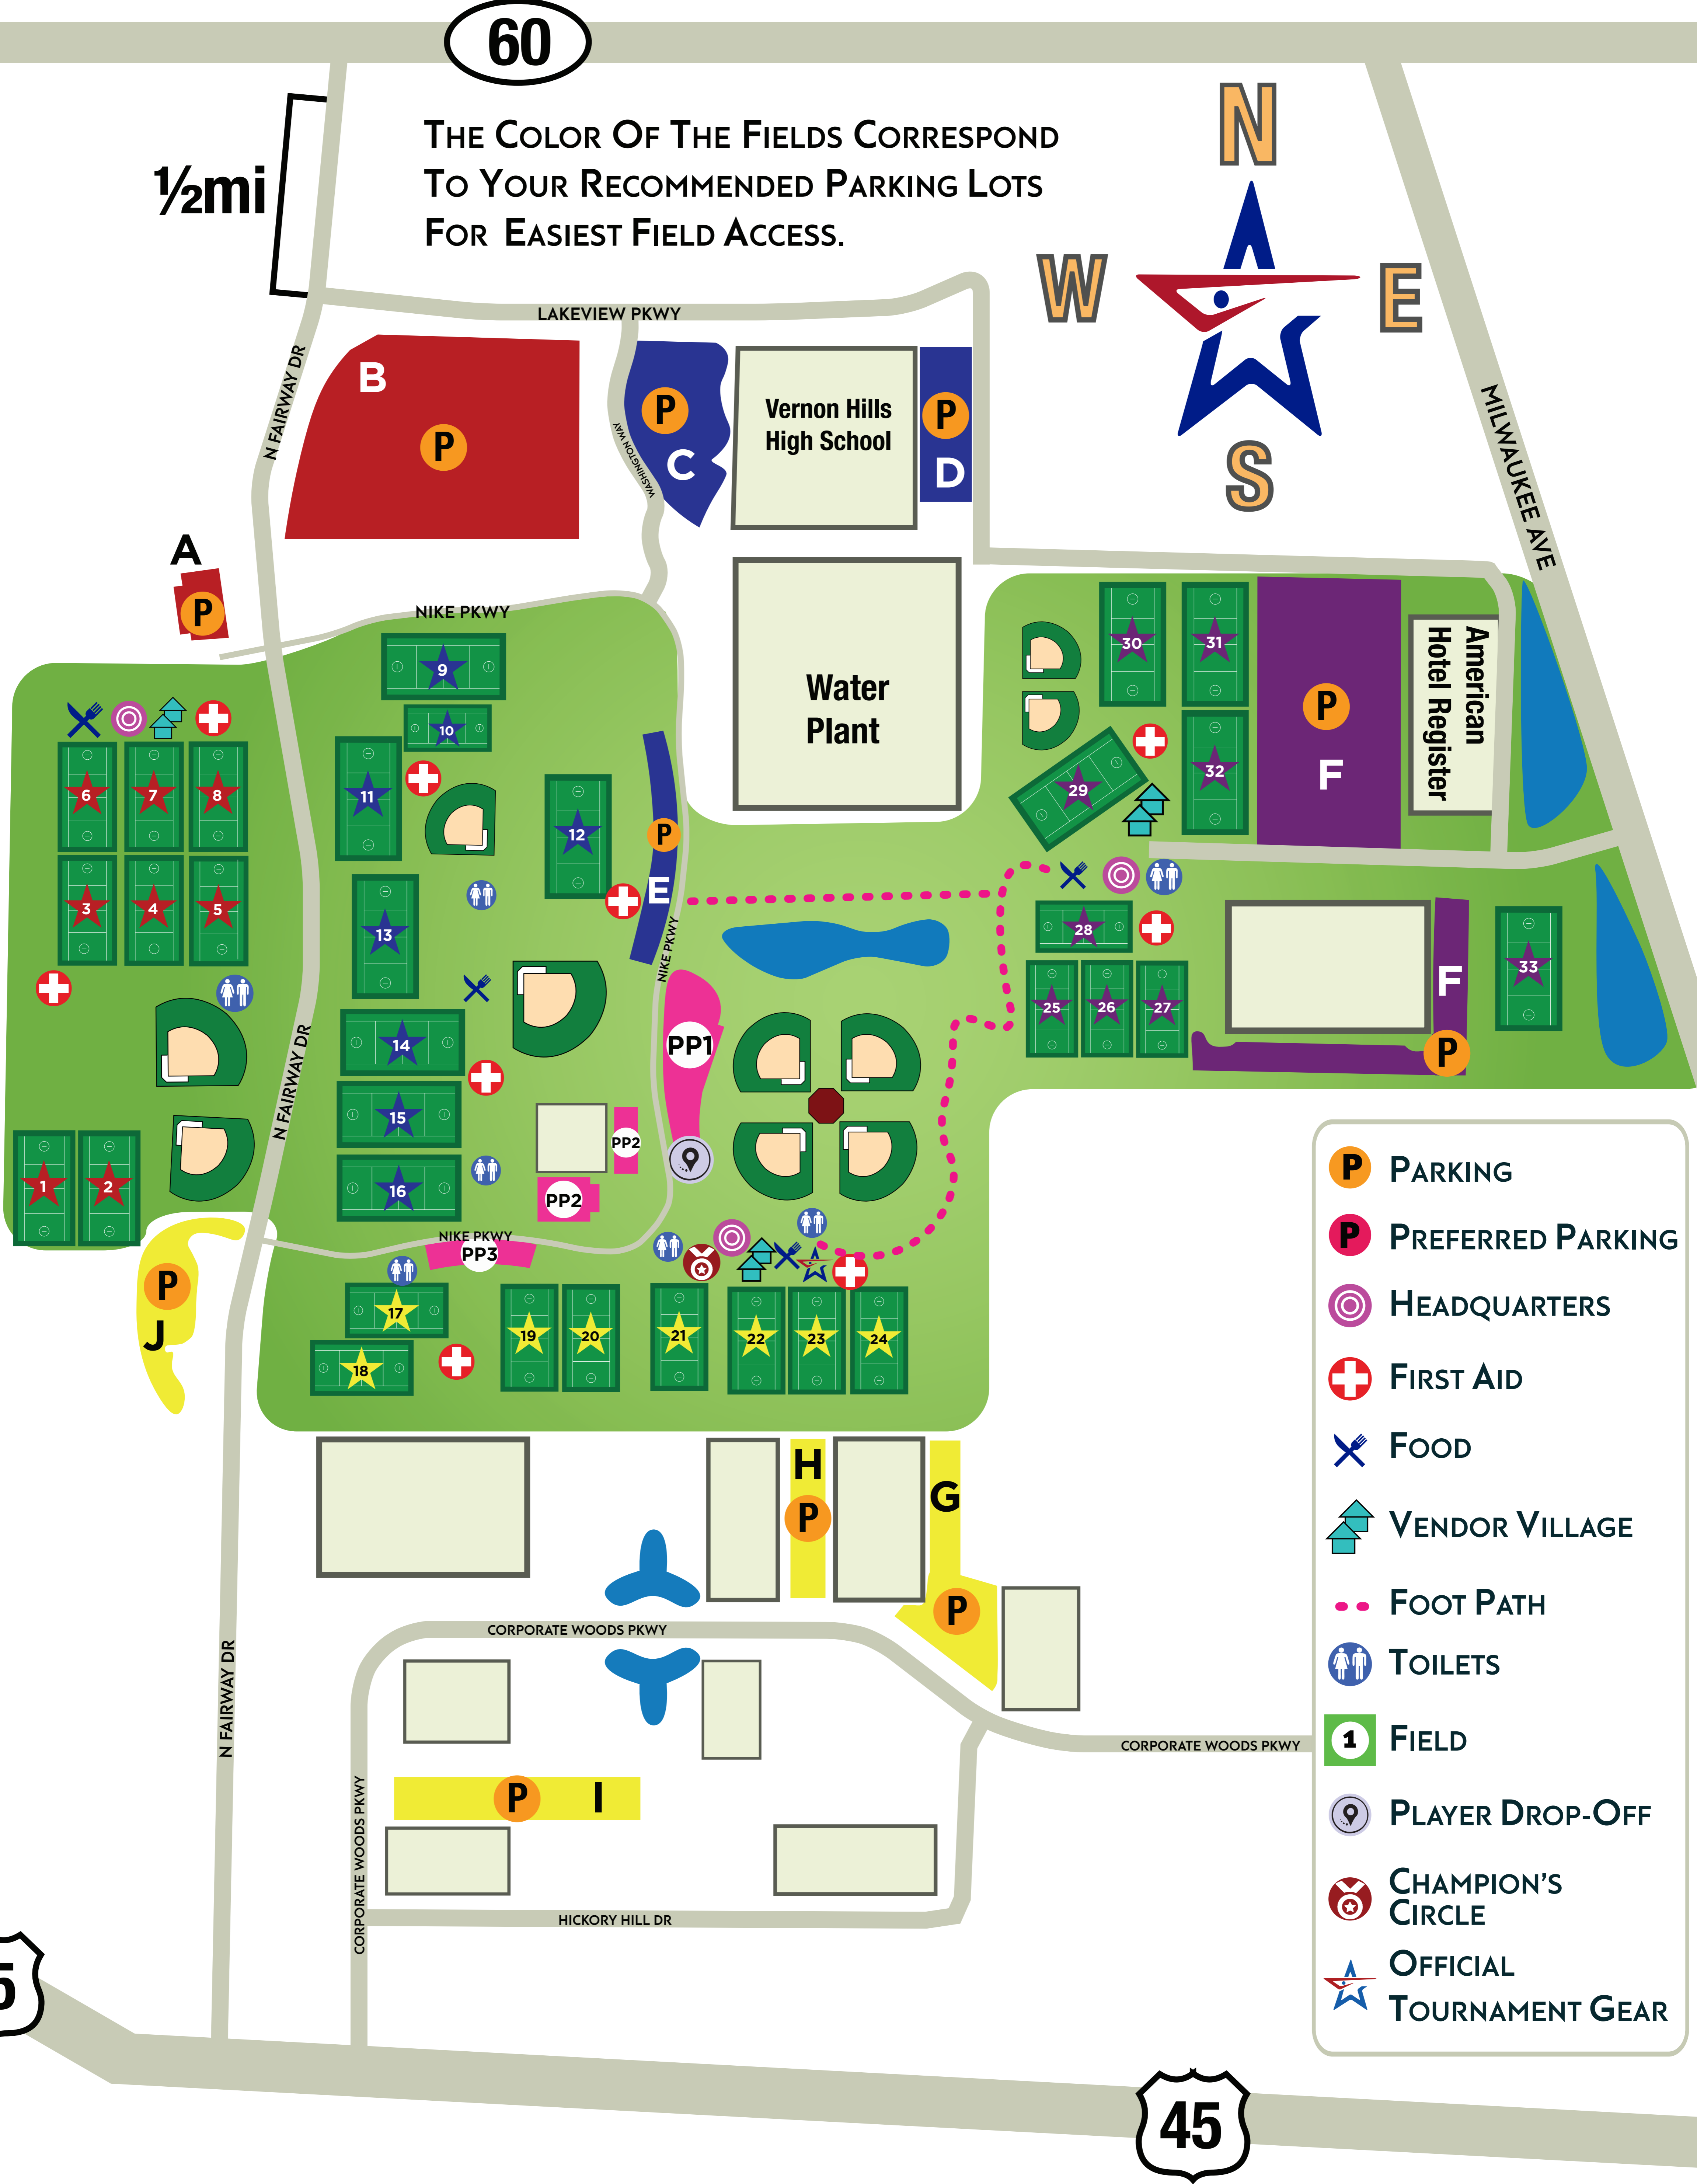 60
½mi
The Color Of The Fields Correspond
To Your Recommended Parking Lots
For Easiest Field Access.
N
W
E
S
LAKEVIEW PKWY
N FAIRWAY DR
MILWAUKEE AVE
B
P
P
C
WASHINGTON WAY
Vernon Hills
High School
P
D
A
P
NIKE PKWY
9
10
11
12
13
14
15
16
P
E
NIKE PKWY
Water
Plant
30
31
29
32
P
F
American
Hotel Register
6
7
8
3
4
5
1
2
N FAIRWAY DR
28
25
26
27
F
P
33
PP1
PP2
PP2
NIKE PKWY
PP3
17
18
19
20
21
22
23
24
P
J
H
P
G
P
CORPORATE WOODS PKWY
CORPORATE WOODS PKWY
N FAIRWAY DR
P
I
CORPORATE WOODS PKWY
HICKORY HILL DR
5
45
P
Parking
P
Preferred Parking
Headquarters
First Aid
Food
Vendor Village
Foot Path
Toilets
1
Field
Player Drop-Off
Champion's
Circle
Official
Tournament Gear